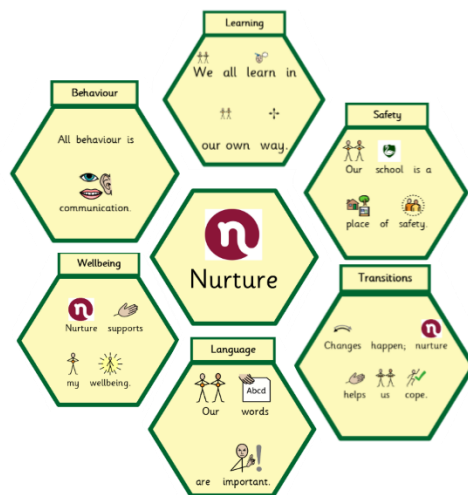 Learning
We all learn in
our own way.
Behaviour
All behaviour is
communication.
Safety
Our school is a
place of safety.
n
Nurture
Wellbeing
n
Nurture supports
my wellbeing.
Transitions
n
Changes happen; nurture
helps us cope.
Language
Abcd
Our words
are important.